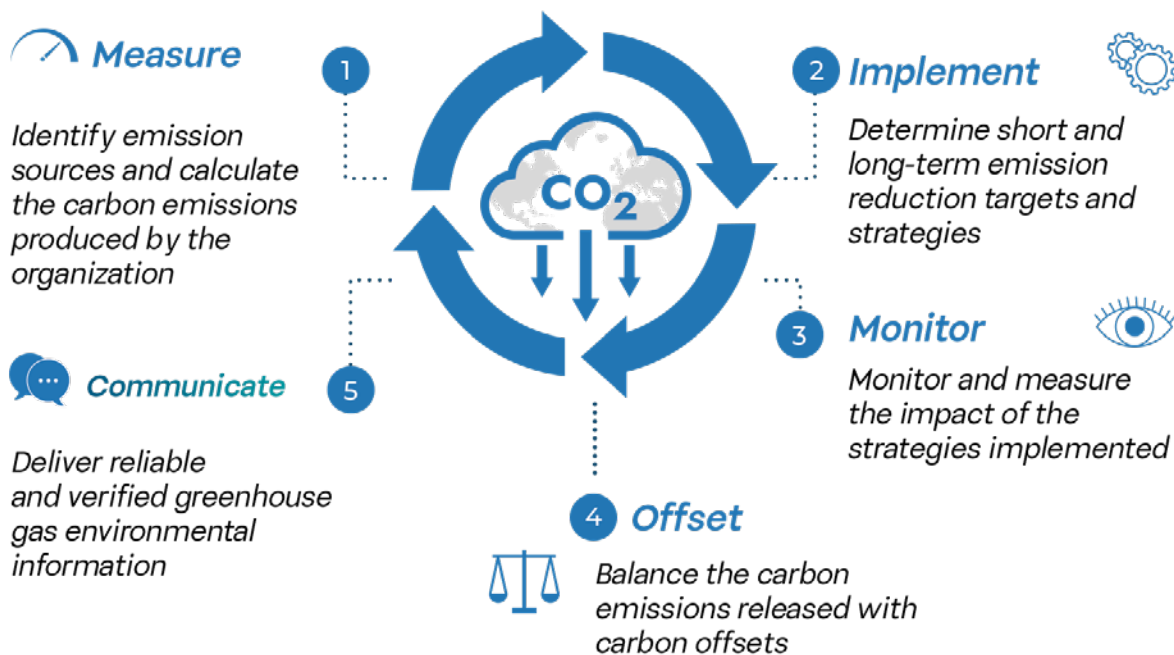 Measure
1
Identify emission
sources and calculate
the carbon emissions
produced by the
organization
CO2
2
Implement
Determine short and
long-term emission
reduction targets and
strategies
3
Monitor
Monitor and measure
the impact of the
strategies implemented
4
Offset
Balance the carbon
emissions released with
carbon offsets
5
Communicate
Deliver reliable
and verified greenhouse
gas environmental
information